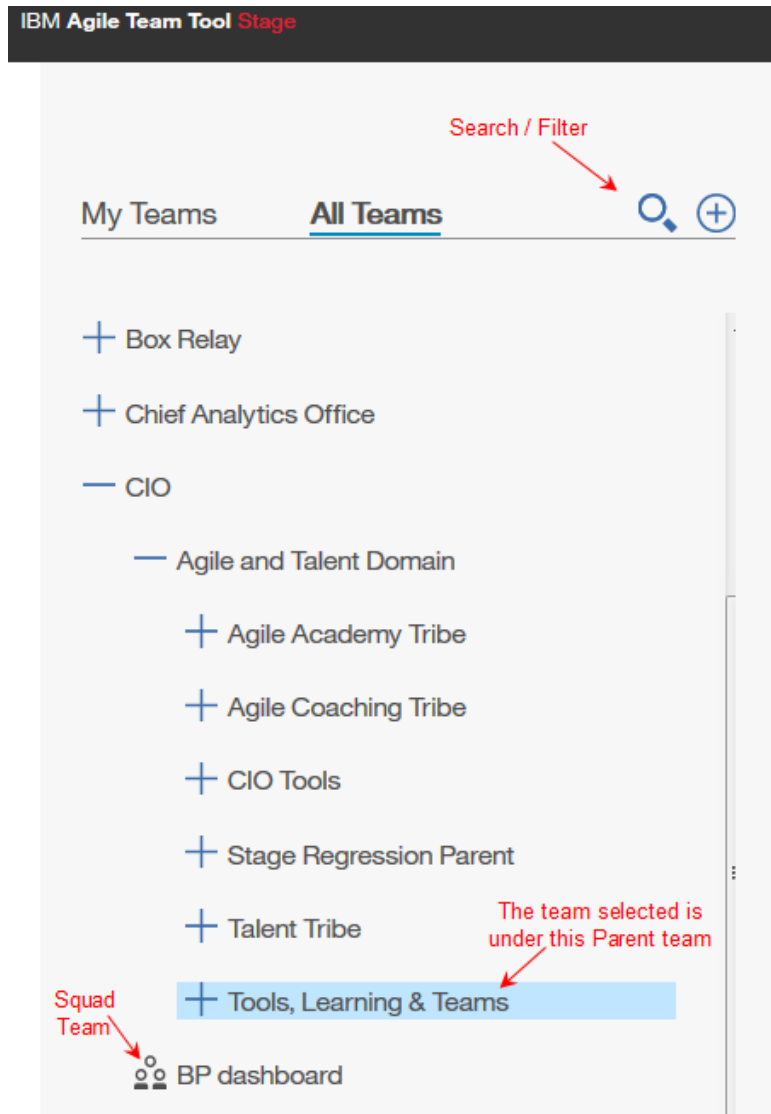 IBM Agile Team Tool Stage
Search / Filter
My Teams All Teams
Box Relay
Chief Analytics Office
CIO
Agile and Talent Domain
Agile Academy Tribe
Agile Coaching Tribe
CIO Tools
Stage Regression Parent
Talent Tribe
The team selected is
under this Parent team
Tools, Learning & Teams
Squad
Team
BP dashboard